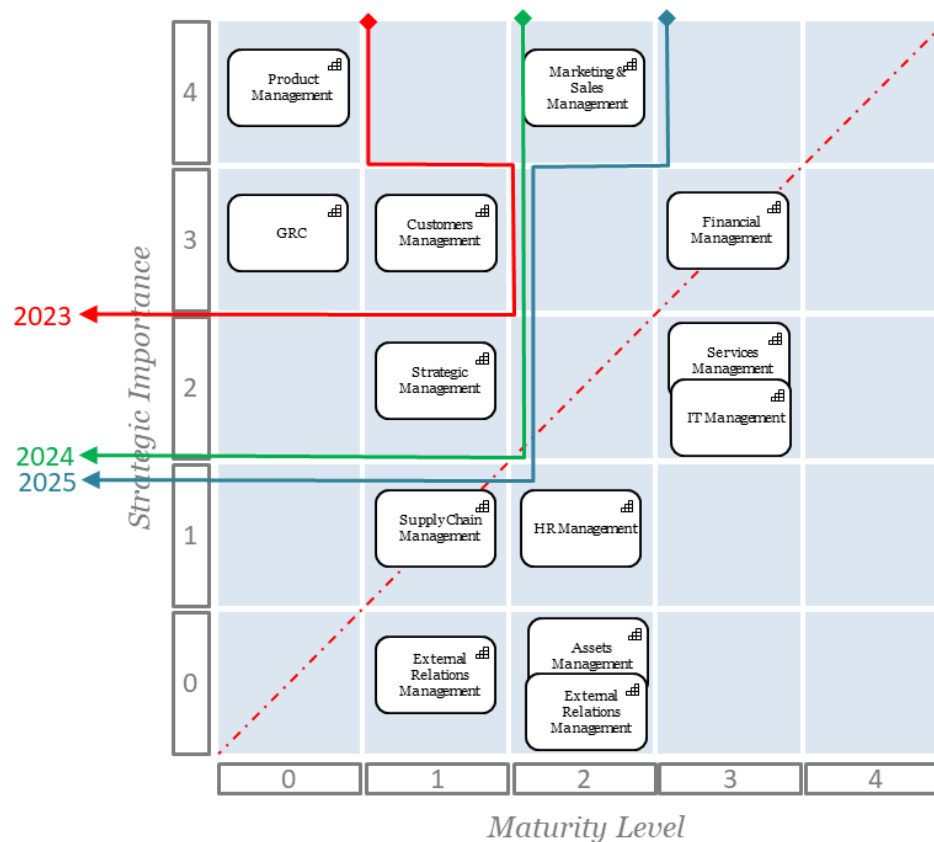 4
Product
Management
Marketing &
Sales
Management
3
GRC
Customers
Management
Financial
Management
2023
Strategic Importance
2
Strategic
Management
Services
Management
IT Management
2024
2025
1
Supply Chain
Management
HR Management
0
External
Relations
Management
Assets
Management
External
Relations
Management
0
1
2
3
4
Maturity Level